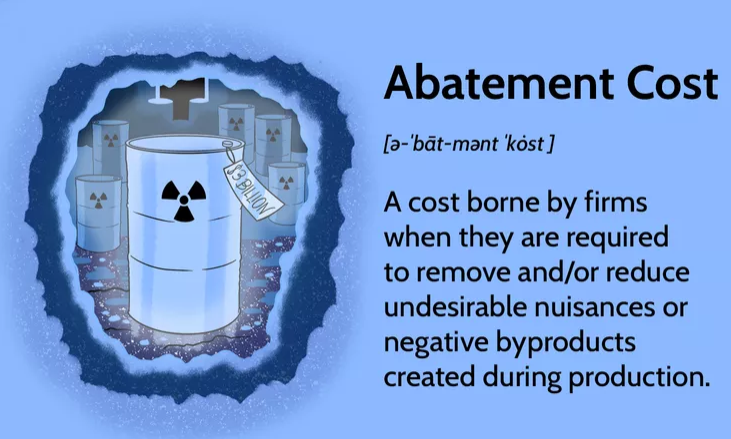 Abatement Cost
[ə-ˈbāt-mənt ˈkȯst ]
A cost borne by firms
when they are required
to remove and/or reduce
undesirable nuisances or
negative byproducts
created during production.
$3 BILLION